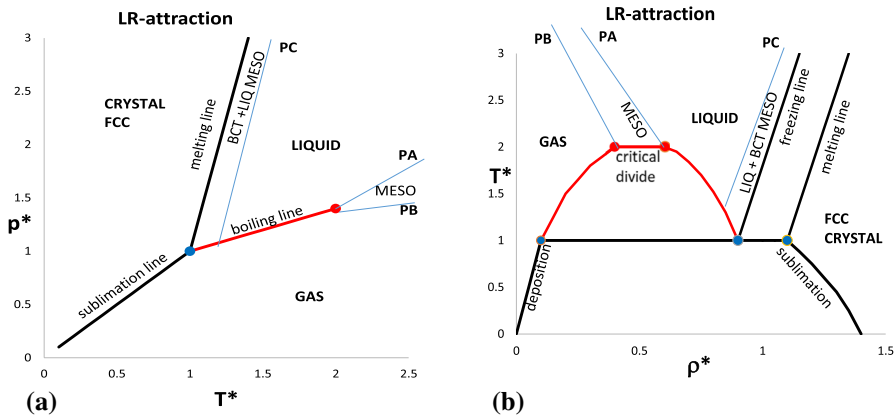 LR-attraction
3
2.5
2
1.5
1
0.5
0
p*
0
0.5
1
1.5
2
2.5
T*
CRYSTAL
FCC
melting line
BCT +LIQ MESO
PC
LIQUID
PA
MESO
PB
boiling line
sublimation line
GAS
(a)
LR-attraction
3
2.5
2
1.5
1
0.5
0
T*
0
0.5
1
1.5
ρ*
PB
PA
PC
GAS
MESO
LIQUID
critical
divide
LIQ + BCT MESO
freezing line
melting line
FCC
CRYSTAL
deposition
sublimation
(b)